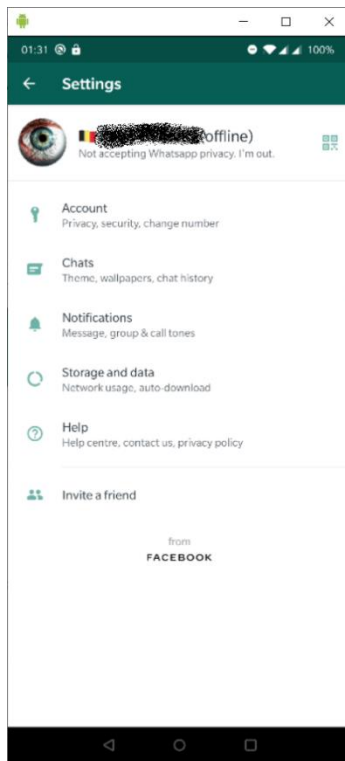 01:31 100%
Settings
(offline)
Not accepting Whatsapp privacy. I'm out.
Account
Privacy, security, change number
Chats
Theme, wallpapers, chat history
Notifications
Message, group & call tones
Storage and data
Network usage, auto-download
Help
Help centre, contact us, privacy policy
Invite a friend
from
FACEBOOK